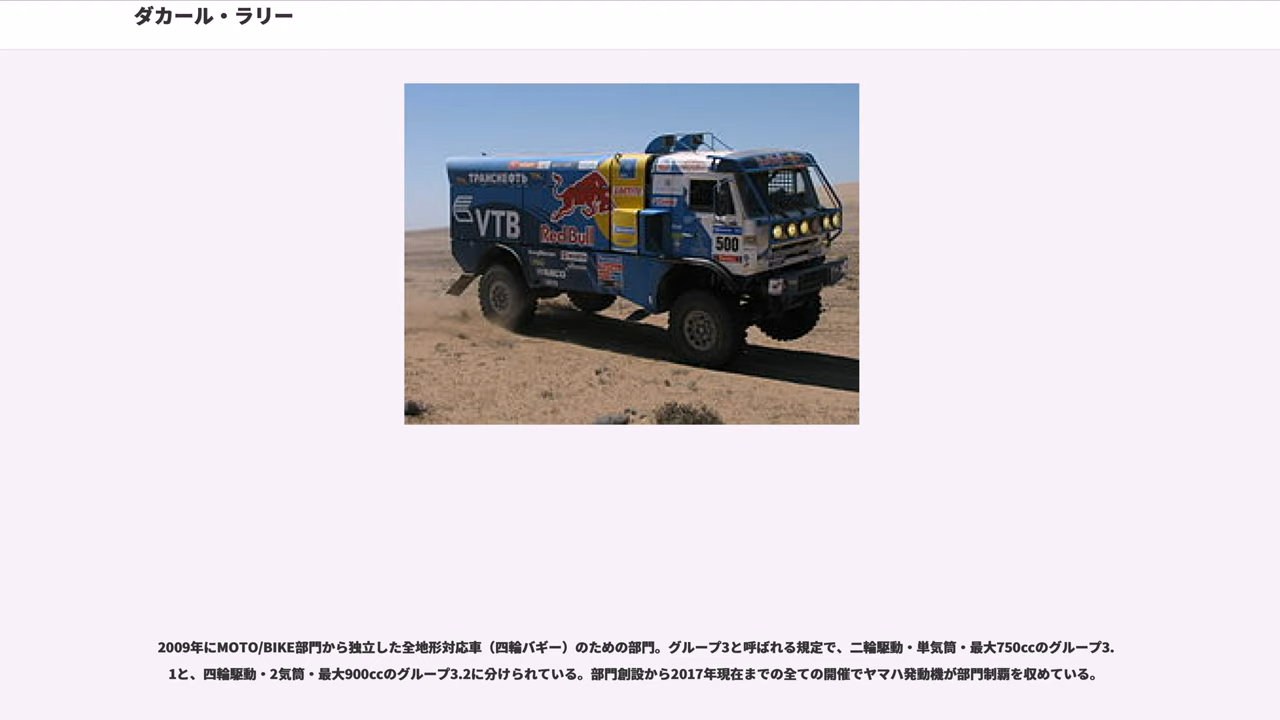 ダカール・ラリー
ТРАНСНЕФТЬ
VTB
Red Bull
500
2009年にMOTO/BIKE部門から独立した全地形対応車（四輪バギー）のための部門。グループ3と呼ばれる規定で、二輪駆動・単気筒・最大750ccのグループ3.
1と、四輪駆動・2気筒・最大900ccのグループ3.2に分けられている。部門創設から2017年現在までの全ての開催でヤマハ発動機が部門制覇を収めている。